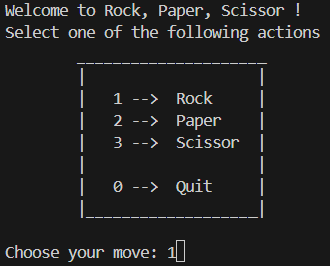 Welcome to Rock, Paper, Scissor !
Select one of the following actions
1 --> Rock
2 --> Paper
3 --> Scissor
0 --> Quit
Choose your move: 1